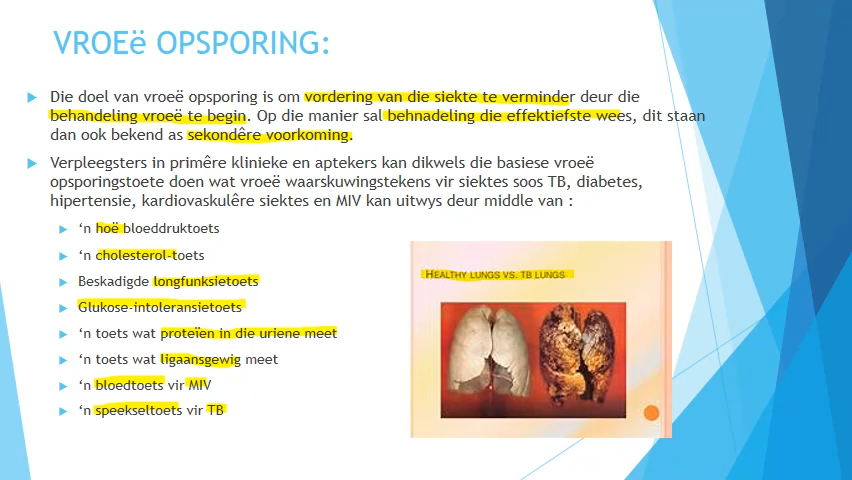 VROEë OPSPORING:
Die doel van vroeë opsporing is om vordering van die siekte te verminder deur die
behandeling vroeë te begin. Op die manier sal behnadeling die effektiefste wees, dit staan
dan ook bekend as sekondêre voorkoming.
Verpleegsters in primêre klinieke en aptekers kan dikwels die basiese vroeë
opsporingstoete doen wat vroeë waarskuwingstekens vir siektes soos TB, diabetes,
hipertensie, kardiovaskulêre siektes en MIV kan uitwys deur middle van :
‘n hoë bloeddruktoets
‘n cholesterol-toets
Beskadigde longfunksietoets
Glukose-intoleransietoets
‘n toets wat proteïen in die uriene meet
‘n toets wat ligaansgewig meet
‘n bloedtoets vir MIV
‘n speekseltoets vir TB
HEALTHY LUNGS VS. TB LUNGS